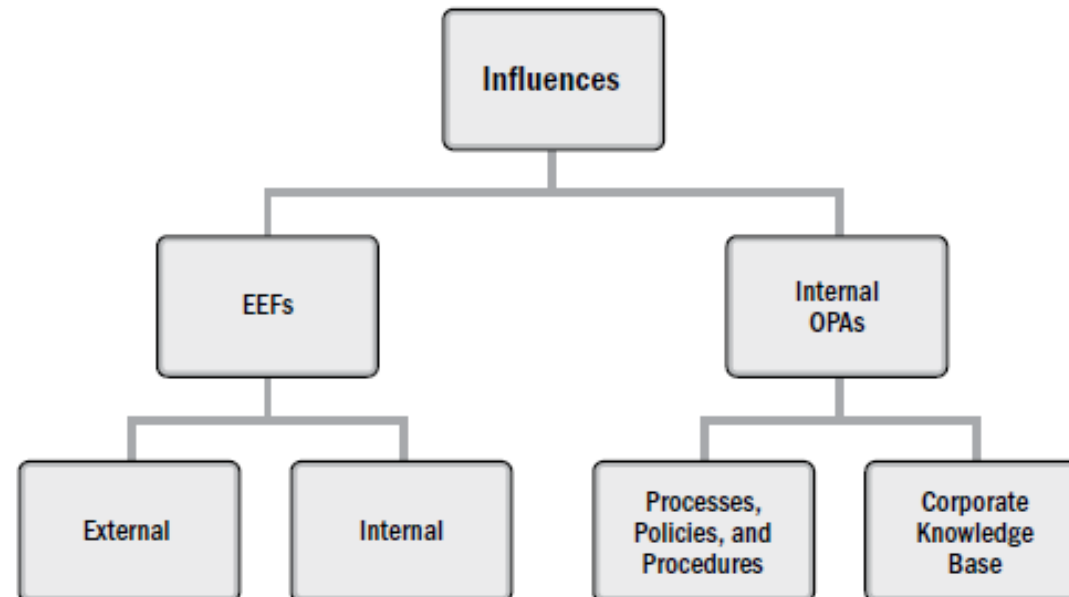 Influences
EEFs
Internal
OPAs
External
Internal
Processes,
Policies, and
Procedures
Corporate
Knowledge
Base